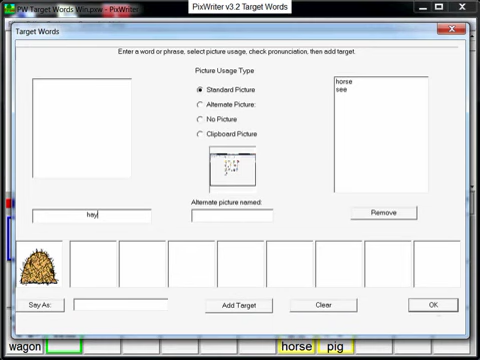 PW Target Words Win.pxw - PixWriter
PixWriter v3.2 Target Words
Target Words
Enter a word or phrase, select picture usage, check pronunciation, then add target.
Picture Usage Type
Standard Picture
Alternate Picture:
No Picture
Clipboard Picture
horse
see
hay
Alternate picture named:
Remove
Say As:
Add Target
Clear
OK
wagon
horse
pig